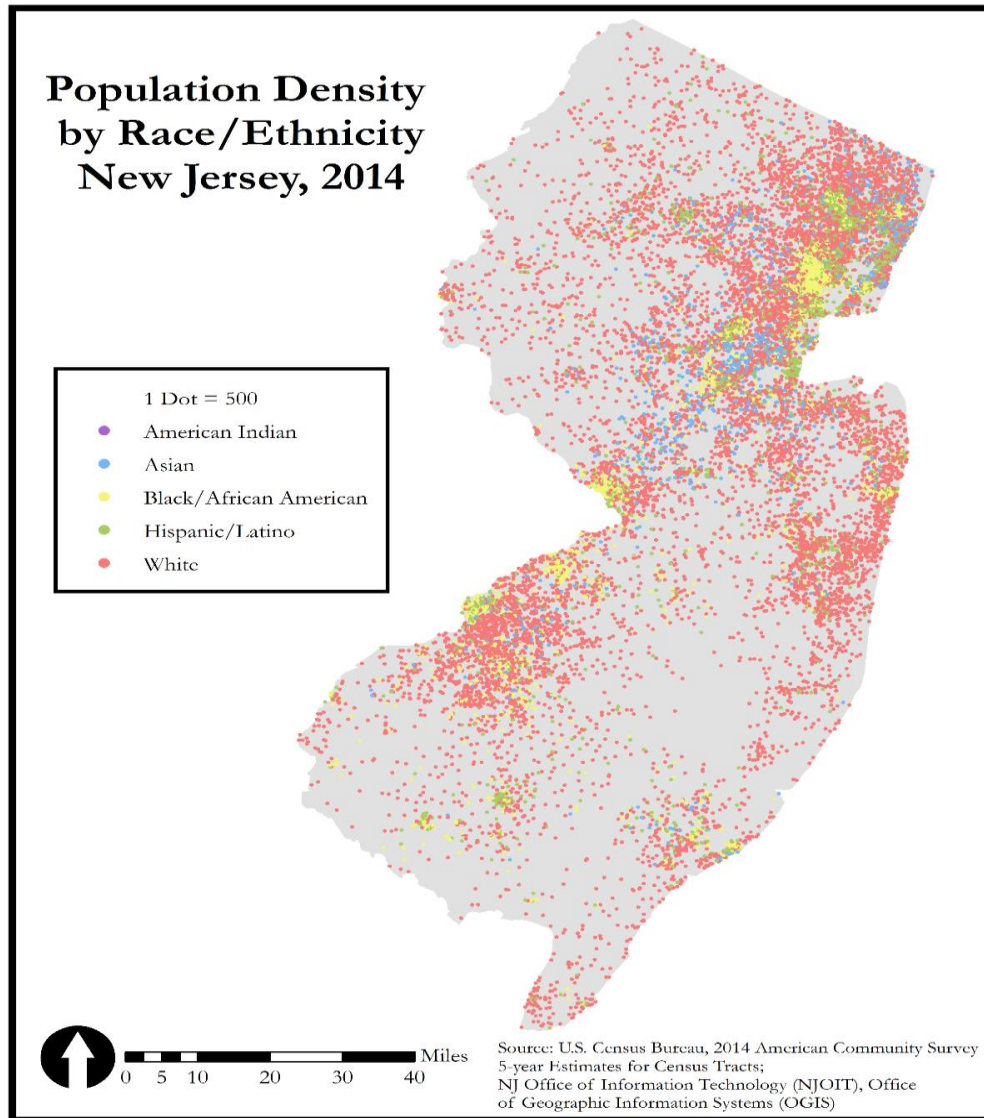 Population Density
by Race/Ethnicity
New Jersey, 2014
1 Dot = 500
American Indian
Asian
Black/African American
Hispanic/Latino
White
Miles
0 5 10 20 30 40
Source: U.S. Census Bureau, 2014 American Community Survey
5-year Estimates for Census Tracts;
NJ Office of Information Technology (NJOIT), Office
of Geographic Information Systems (OGIS)